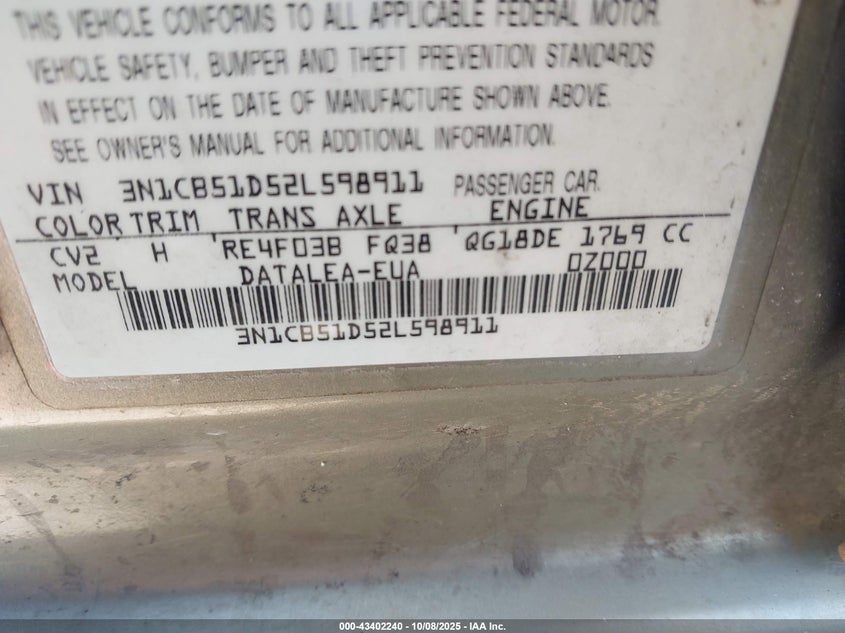 THIS VEHICLE CONFORMS TO ALL APPLICABLE FEDERAL MOTOR
VEHICLE SAFETY, BUMPER AND THEFT PREVENTION STANDARDS
IN EFFECT ON THE DATE OF MANUFACTURE SHOWN ABOVE.
SEE OWNER'S MANUAL FOR ADDITIONAL INFORMATION.
VIN 3N1CB51D52L598911 PASSENGER CAR.
COLOR TRIM TRANS AXLE ENGINE
CV2 H RE4F03B FQ38 QG18DE 1769 CC
MODEL DATALEA-EUA 0Z000
3N1CB51D52L598911
000-43402240 - 10/08/2025 - IAA Inc.